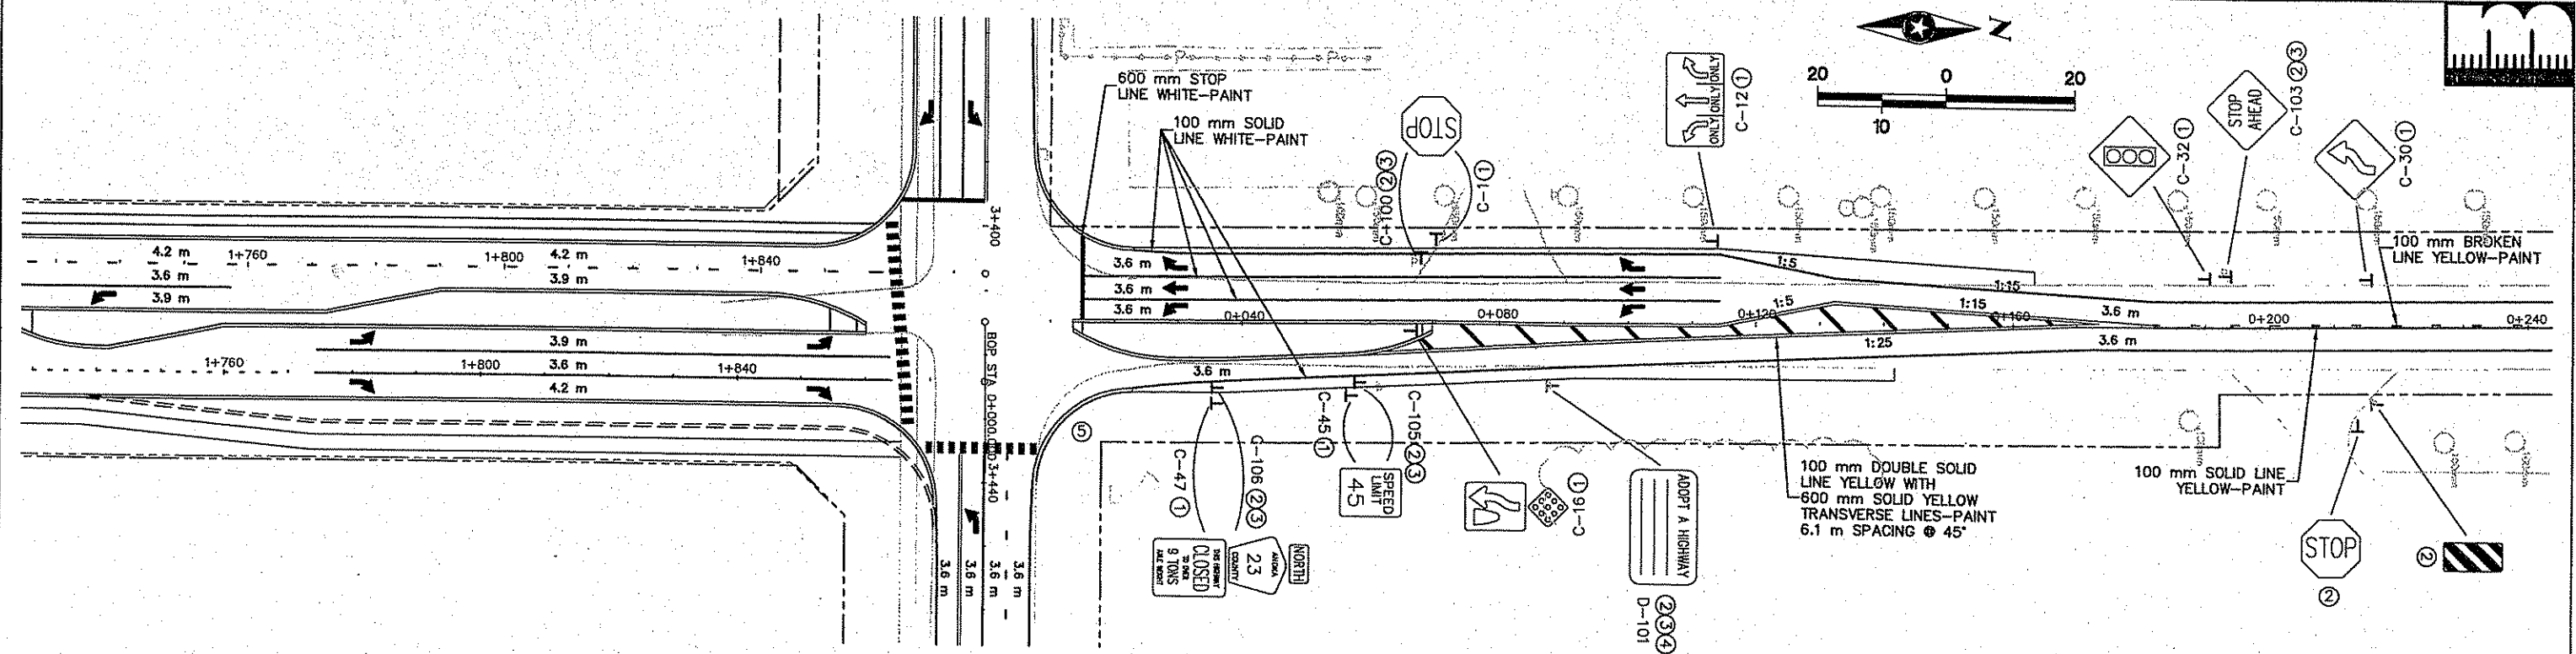 N
20 0 20
10
600 mm STOP
LINE WHITE-PAINT
100 mm SOLID
LINE WHITE-PAINT
STOP
C-100 ②③
C-1 ①
ONLY ONLY ONLY
C-12 ①
C-32 ①
STOP
AHEAD
C-103 ②③
C-30 ①
100 mm BROKEN
LINE YELLOW-PAINT
3+400
4.2 m
1+760
3.6 m
3.9 m
1+800
4.2 m
3.9 m
1+840
3.6 m
3.6 m
3.6 m
0+040
0+080
0+120
0+160
0+200
0+240
1:5
1:15
1:5
1:15
1:25
3.6 m
3.6 m
3.6 m
1+760
1+800
1+840
3.9 m
3.6 m
4.2 m
BOP STA 0+000
3+440
⑤
C-47 ①
G-106 ②③
C-45 ①
C-105 ②③
SPEED
LIMIT
45
CLOSED
9 TONS
23
COUNTY
NORTH
C-16 ①
ADOPT A HIGHWAY
②③④
D-101
100 mm DOUBLE SOLID
LINE YELLOW WITH
600 mm SOLID YELLOW
TRANSVERSE LINES-PAINT
6.1 m SPACING @ 45°
100 mm SOLID LINE
YELLOW-PAINT
STOP
②
②
3.6 m
3.6 m
3.6 m
3.6 m